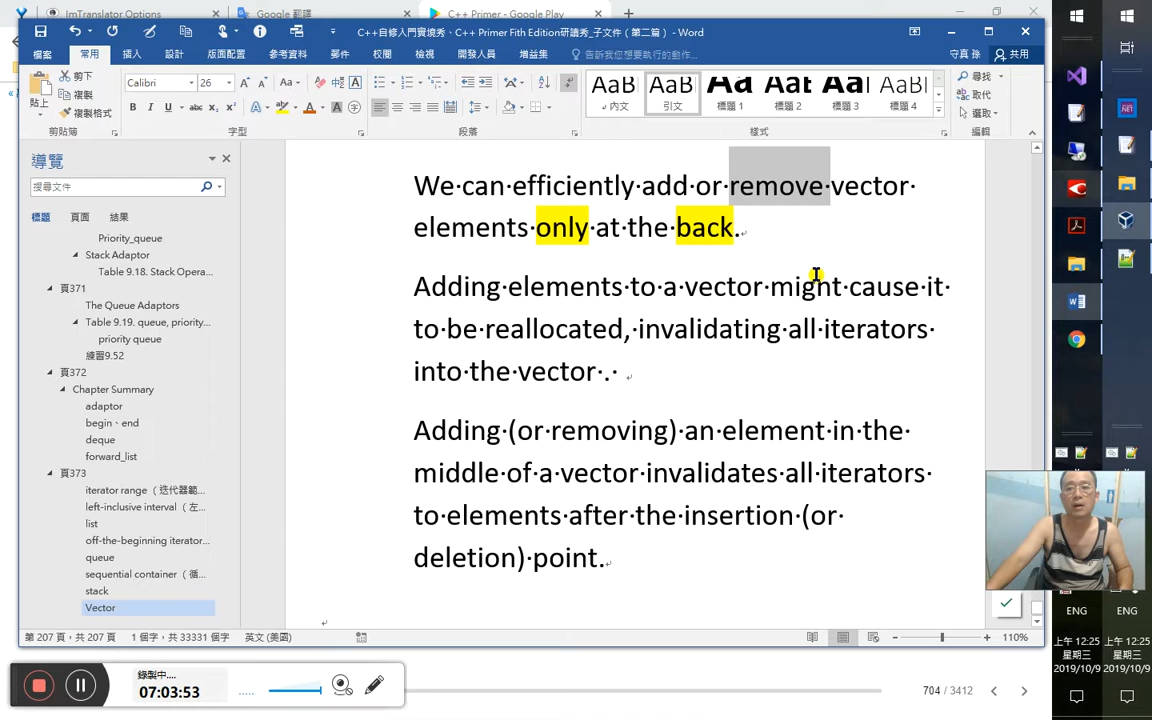 ImTranslator Options
Google 翻譯
C++ Primer - Google Play
C++自修入門實境秀、C++ Primer Fith Edition研讀秀_子文件（第二篇） - Word
檔案
常用
插入
設計
版面配置
參考資料
郵件
校閱
檢視
開發人員
增益集
告訴我您想要執行的動作...
守真 孫
共用
貼上
剪下
複製
複製格式
剪貼簿
Calibri
26
字型
段落
AaB
內文
AaB
引文
Aa
標題 1
Aat
標題 2
Aal
標題 3
AaBl
標題 4
樣式
尋找
取代
選取
編輯
導覽
搜尋文件
標題
頁面
結果
Priority_queue
Stack Adaptor
Table 9.18. Stack Opera...
頁371
The Queue Adaptors
Table 9.19. queue, priority...
priority queue
練習9.52
頁372
Chapter Summary
adaptor
begin、end
deque
forward_list
頁373
iterator range（迭代器範...
left-inclusive interval（左...
list
off-the-beginning iterator...
queue
sequential container（循...
stack
Vector
We can efficiently add or remove vector
elements only at the back.
Adding elements to a vector might cause it
to be reallocated, invalidating all iterators
into the vector .
Adding (or removing) an element in the
middle of a vector invalidates all iterators
to elements after the insertion (or
deletion) point.
第 207 頁，共 207 頁
1 個字，共 33331 個字
英文 (美國)
110%
錄製中....
07:03:53
704 / 3412
ENG
上午 12:25
星期三
2019/10/9
ENG
上午 12:25
星期三
2019/10/9